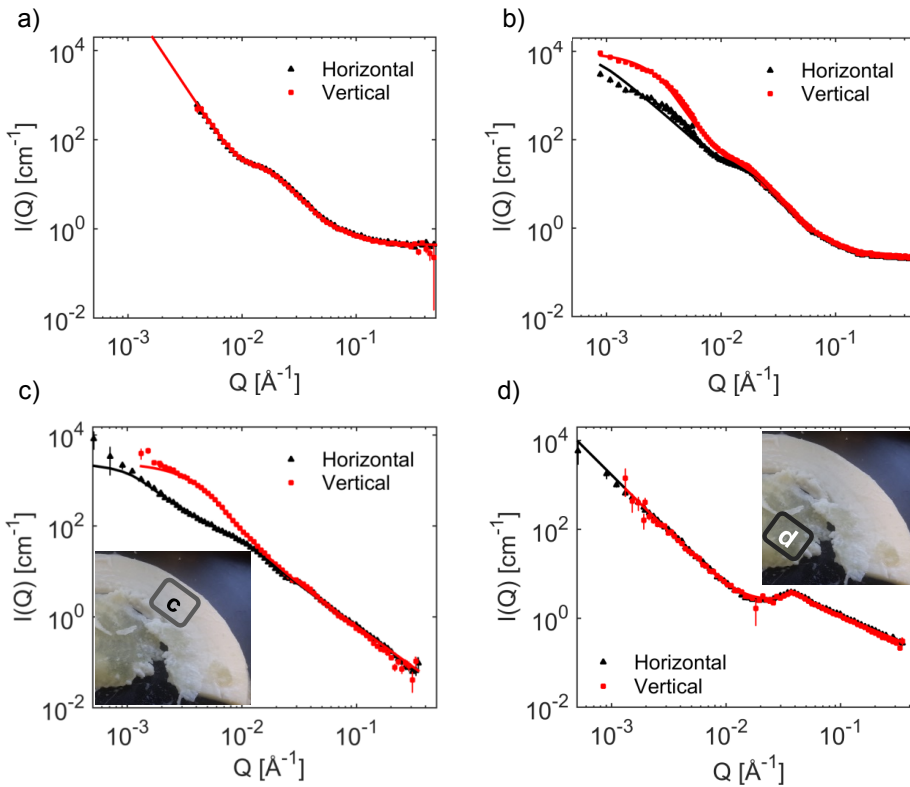 a)
10^4
10^2
10^0
10^-2
I(Q) [cm^-1]
Horizontal
Vertical
10^-3
10^-2
10^-1
Q [Å^-1]
b)
10^4
10^2
10^0
10^-2
I(Q) [cm^-1]
Horizontal
Vertical
10^-3
10^-2
10^-1
Q [Å^-1]
c)
10^4
10^2
10^0
10^-2
I(Q) [cm^-1]
Horizontal
Vertical
c
10^-3
10^-2
10^-1
Q [Å^-1]
d)
10^4
10^2
10^0
10^-2
I(Q) [cm^-1]
d
Horizontal
Vertical
10^-3
10^-2
10^-1
Q [Å^-1]